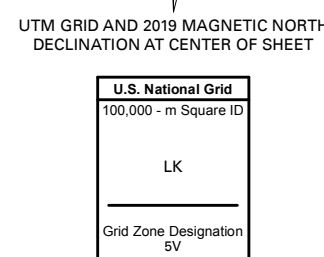 UTM GRID AND 2019 MAGNETIC NORTH
DECLINATION AT CENTER OF SHEET
U.S. National Grid
100,000 - m Square ID
LK
Grid Zone Designation
5V